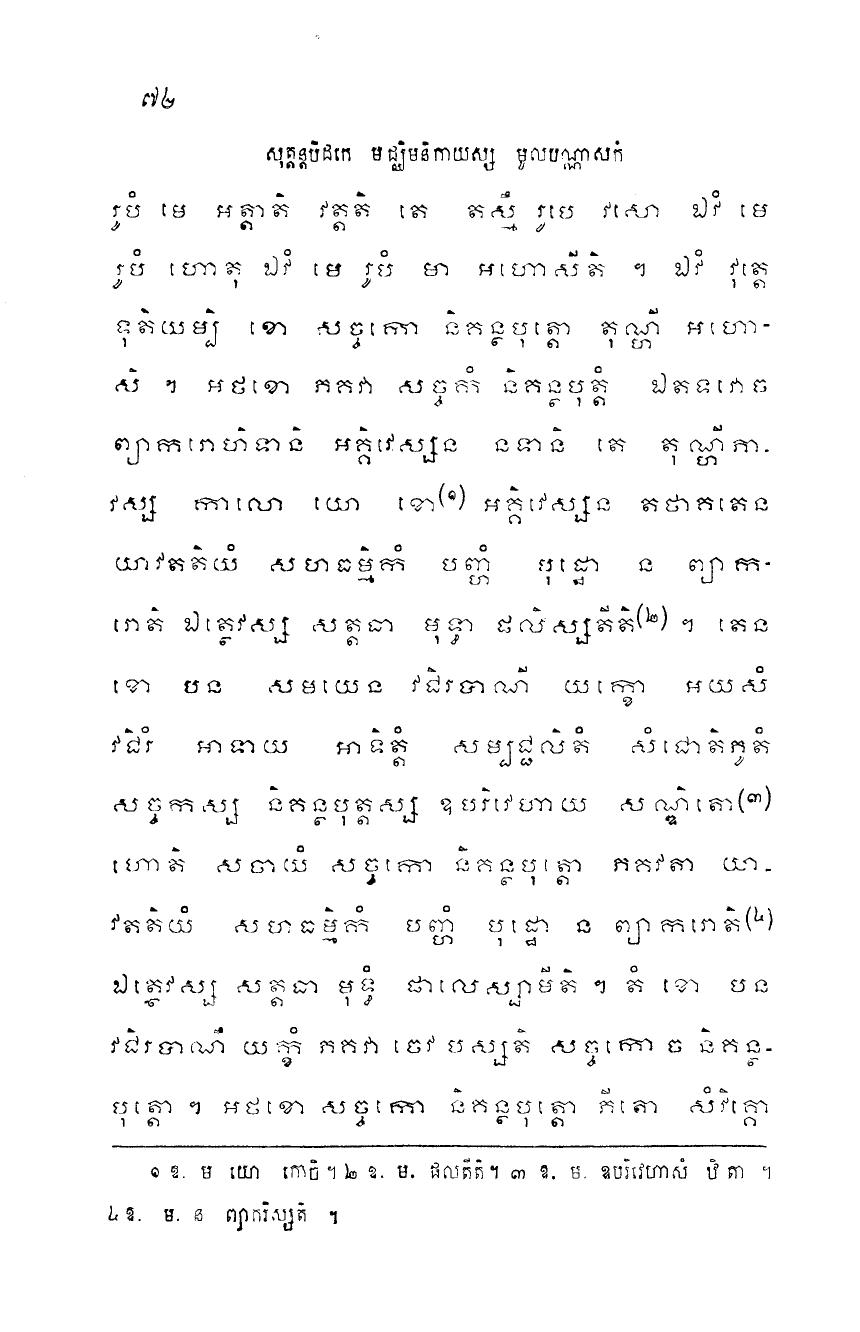 ៧៤
សុត្តន្តបិដកេ មជ្ឈិមនិកាយស្ស មូលបណ្ណាសកំ
រូបំ មេ អត្តាតិ វត្តតិ តេ តស្មឹ រូបេ វសោ ឯវំ មេ
រូបំ ហោតុ ឯវំ មេ រូបំ មា អហោសីតិ ។ ឯវំ វុត្តេ
ទុតិយម្បិ ខោ សច្ចកោ និគន្ថបុត្តោ តុណ្ហី អហោ-
សិ ។ អថខោ ភគវា សច្ចកំ និគន្ថបុត្តំ ឯតទវោច
ព្យាករោហិទានិ អគ្គិវេស្សន នទានិ តេ តុណ្ហីភា-
វស្ស កាលោ យោ ខោ(១) អគ្គិវេស្សន តថាគតេន
យាវតតិយំ សហធម្មិកំ បញ្ហំ បុដ្ឋោ ន ព្យាក-
រោតិ ឯត្ថេវស្ស សត្តធា មុទ្ធា ផលិស្សតីតិ(២) ។ តេន
ខោ បន សមយេន វជិរបាណី យក្ខោ អយសំ
វជិរំ អាទាយ អាទិត្តំ សម្បជ្ជលិតំ សំជោតិភូតំ
សច្ចកស្ស និគន្ថបុត្តស្ស ឧបរិវេហាយ សណ្ឋិតោ(៣)
ហោតិ សចាយំ សច្ចកោ និគន្ថបុត្តោ ភគវតា យា-
វតតិយំ សហធម្មិកំ បញ្ហំ បុដ្ឋោ ន ព្យាករោតិ(៤)
ឯត្ថេវស្ស សត្តធា មុទ្ធំ ផាលេស្សាមីតិ ។ តំ ខោ បន
វជិរបាណឹ យក្ខំ ភគវា ចេវ បស្សតិ សច្ចកោ ច និគន្ថ-
បុត្តោ ។ អថខោ សច្ចកោ និគន្ថបុត្តោ ភីតោ សំវិគ្គោ
១ ឱ. ម យោ កោចិ។ ២ ឱ. ម. ផលតីតិ។ ៣ ឱ. ម. ឧបរិវេហាសំ ឋិតោ ។
៤ ឱ. ម. ន ព្យាករិស្សតិ ។